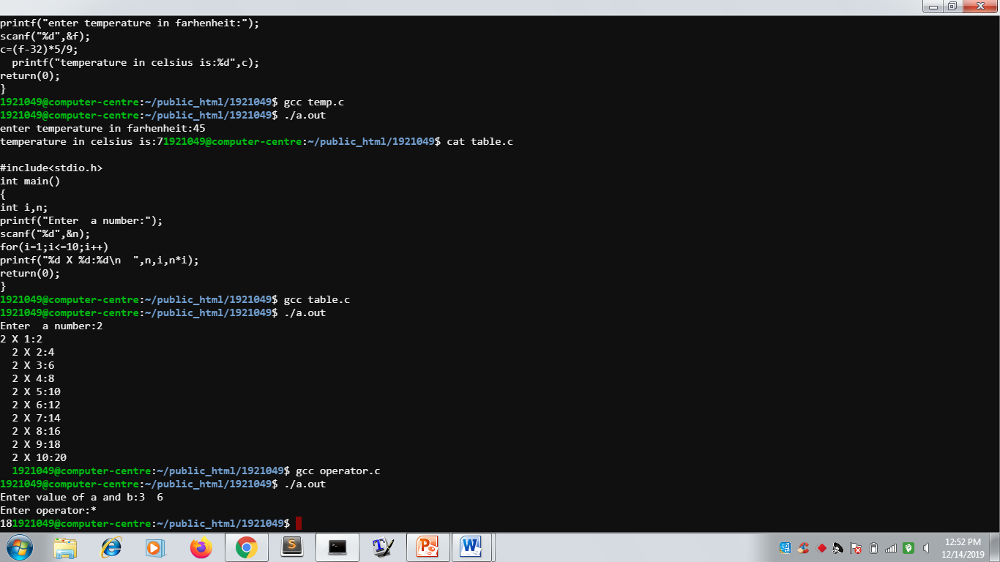 printf("enter temperature in farhenheit:");
scanf("%d",&f);
c=(f-32)*5/9;
  printf("temperature in celsius is:%d",c);
return(0);
}
1921049@computer-centre:~/public_html/1921049$ gcc temp.c
1921049@computer-centre:~/public_html/1921049$ ./a.out
enter temperature in farhenheit:45
temperature in celsius is:71921049@computer-centre:~/public_html/1921049$ cat table.c

#include<stdio.h>
int main()
{
int i,n;
printf("Enter  a number:");
scanf("%d",&n);
for(i=1;i<=10;i++)
printf("%d X %d:%d\n  ",n,i,n*i);
return(0);
}
1921049@computer-centre:~/public_html/1921049$ gcc table.c
1921049@computer-centre:~/public_html/1921049$ ./a.out
Enter  a number:2
2 X 1:2
  2 X 2:4
  2 X 3:6
  2 X 4:8
  2 X 5:10
  2 X 6:12
  2 X 7:14
  2 X 8:16
  2 X 9:18
  2 X 10:20
  1921049@computer-centre:~/public_html/1921049$ gcc operator.c
1921049@computer-centre:~/public_html/1921049$ ./a.out
Enter value of a and b:3  6
Enter operator:*
181921049@computer-centre:~/public_html/1921049$
12:52 PM
12/14/2019